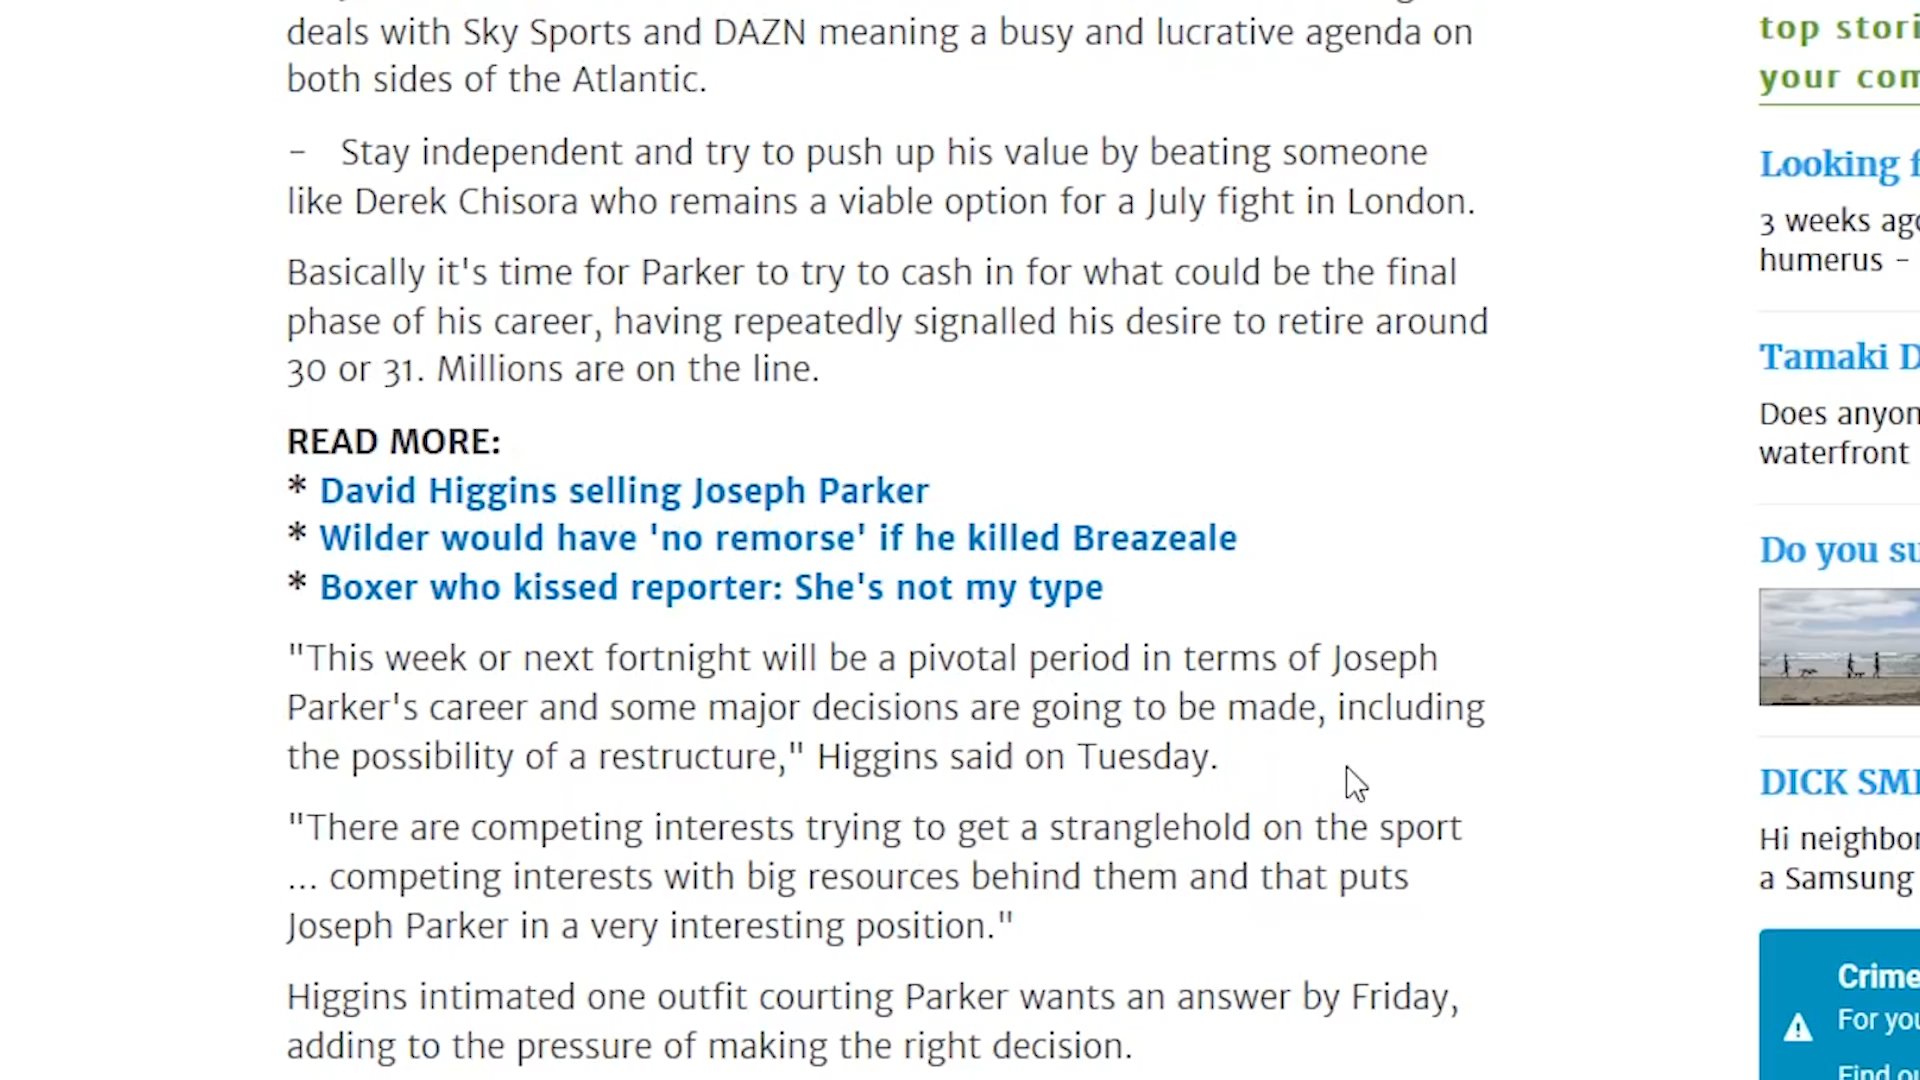 deals with Sky Sports and DAZN meaning a busy and lucrative agenda on
both sides of the Atlantic.
- Stay independent and try to push up his value by beating someone
like Derek Chisora who remains a viable option for a July fight in London.
Basically it's time for Parker to try to cash in for what could be the final
phase of his career, having repeatedly signalled his desire to retire around
30 or 31. Millions are on the line.
READ MORE:
* David Higgins selling Joseph Parker
* Wilder would have 'no remorse' if he killed Breazeale
* Boxer who kissed reporter: She's not my type
"This week or next fortnight will be a pivotal period in terms of Joseph
Parker's career and some major decisions are going to be made, including
the possibility of a restructure," Higgins said on Tuesday.
"There are competing interests trying to get a stranglehold on the sport
... competing interests with big resources behind them and that puts
Joseph Parker in a very interesting position."
Higgins intimated one outfit courting Parker wants an answer by Friday,
adding to the pressure of making the right decision.
top
your
Looking
3 weeks
humerus -
Tamaki
Does
waterfront
Do you
DICK
Hi
a Samsung
Crime
For
Find